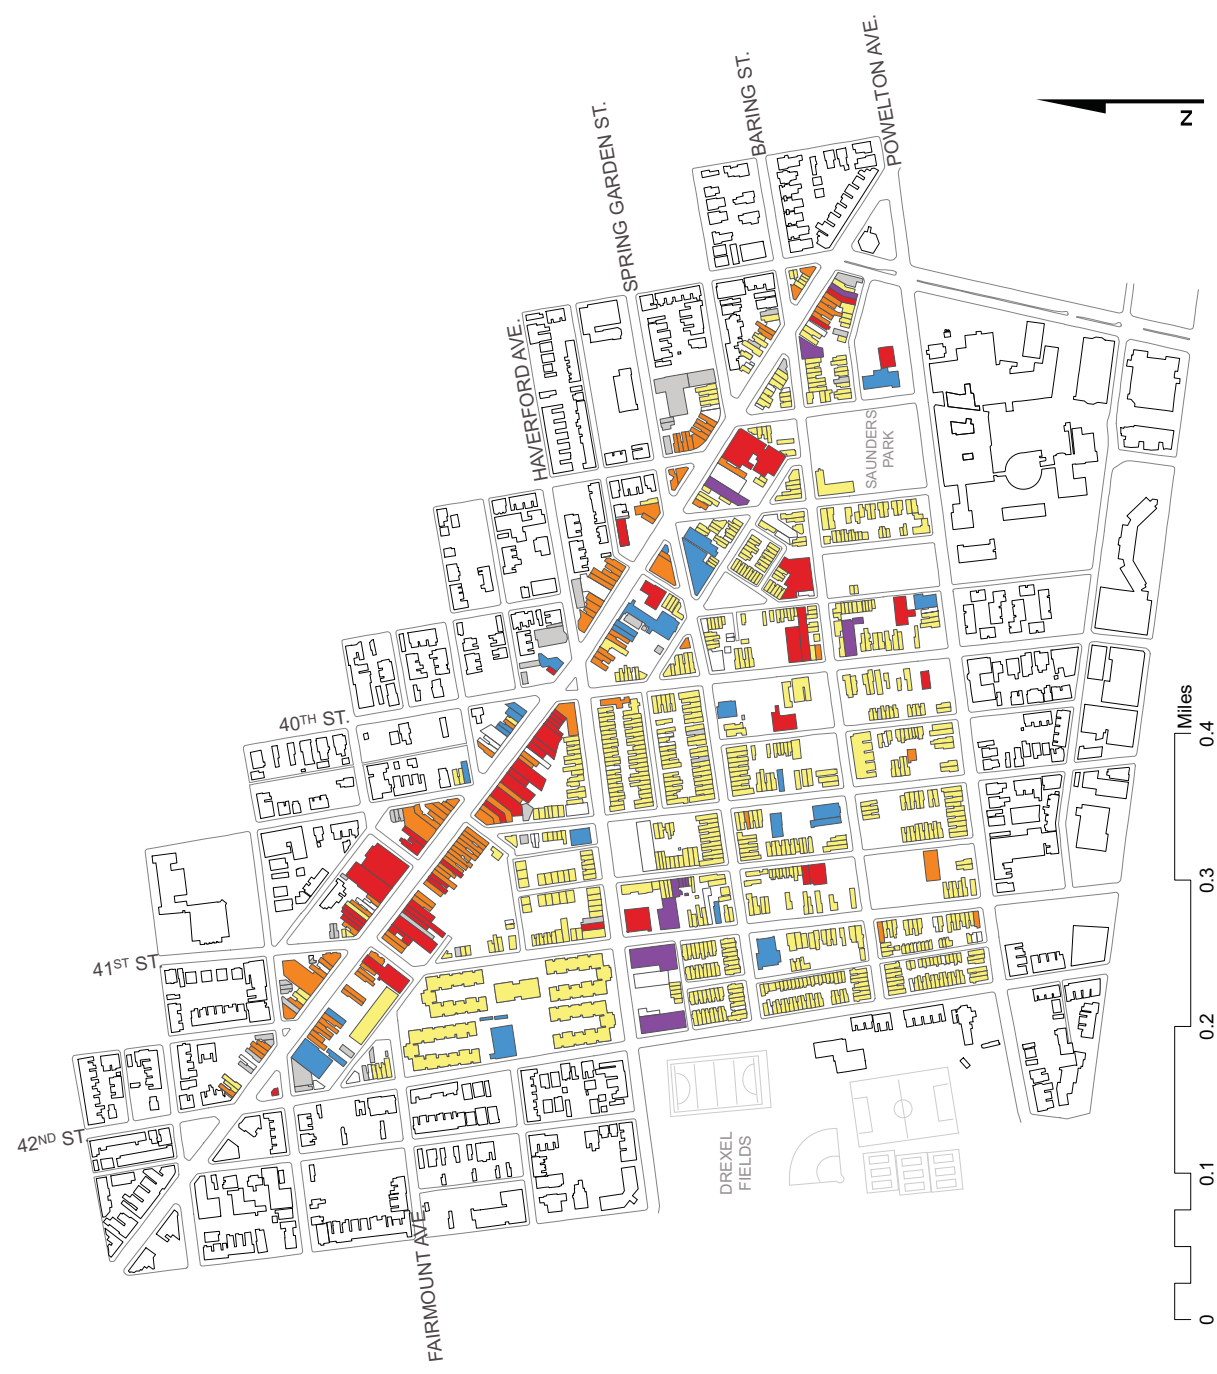 POWELTON AVE.
BARING ST.
SPRING GARDEN ST.
HAVERFORD AVE.
N
SAUNDERS
PARK
40TH ST.
41ST ST.
42ND ST.
FAIRMOUNT AVE.
DREXEL
FIELDS
Miles
0
0.1
0.2
0.3
0.4